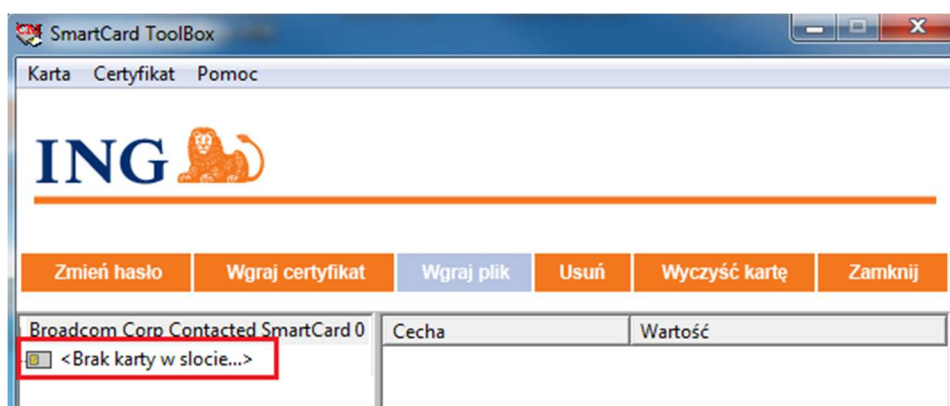 SmartCard ToolBox
Karta Certyfikat Pomoc
ING
Zmień hasło Wgraj certyfikat Wgraj plik Usuń Wyczyść kartę Zamknij
Broadcom Corp Contacted SmartCard 0 Cecha Wartość
<Brak karty w slocie...>